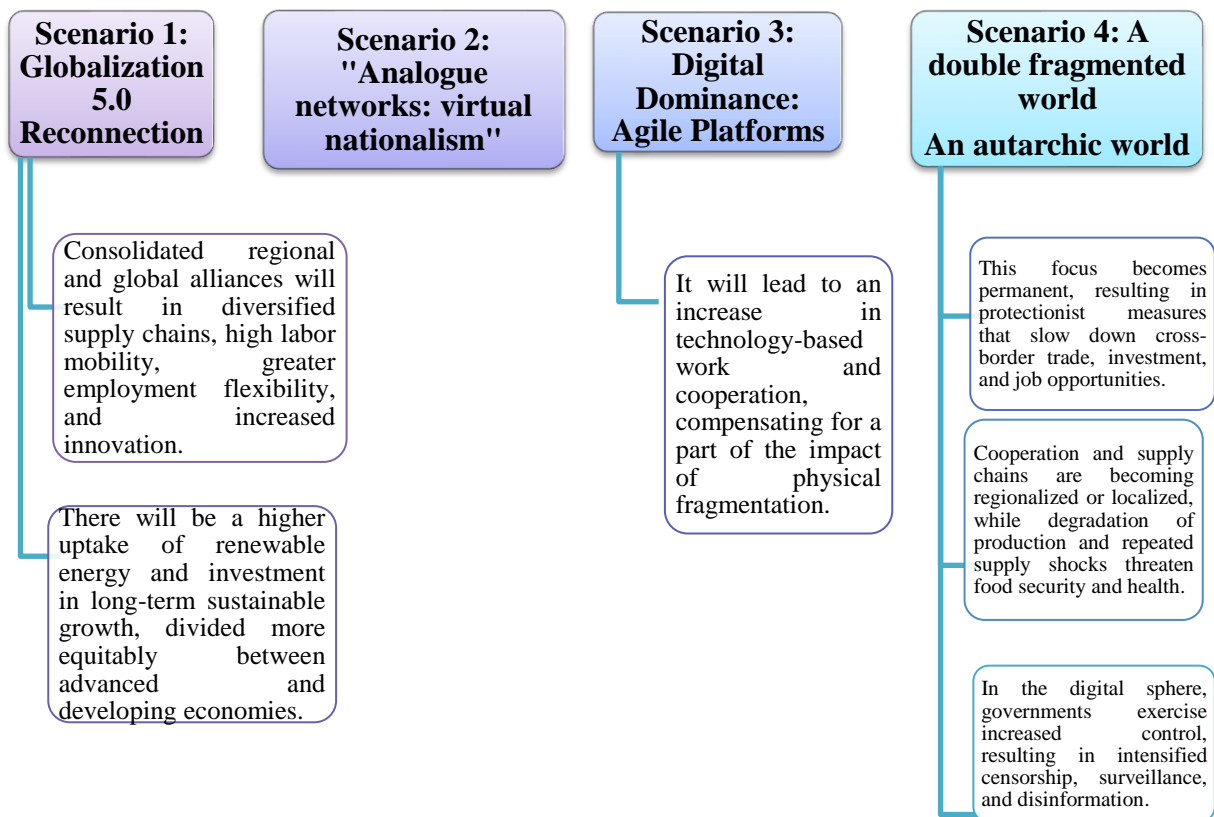 Scenario 1:
Globalization
5.0
Reconnection
Consolidated regional
and global alliances will
result in diversified
supply chains, high labor
mobility, greater
employment flexibility,
and increased
innovation.
There will be a higher
uptake of renewable
energy and investment
in long-term sustainable
growth, divided more
equitably between
advanced and
developing economies.
Scenario 2:
"Analogue
networks: virtual
nationalism"
Scenario 3:
Digital
Dominance:
Agile Platforms
It will lead to an
increase in
technology-based
work and
cooperation,
compensating for a
part of the impact
of physical
fragmentation.
Scenario 4: A
double fragmented
world
An autarchic world
This focus becomes
permanent, resulting in
protectionist measures
that slow down cross-
border trade, investment,
and job opportunities.
Cooperation and supply
chains are becoming
regionalized or localized,
while degradation of
production and repeated
supply shocks threaten
food security and health.
In the digital sphere,
governments exercise
increased control,
resulting in intensified
censorship, surveillance,
and disinformation.